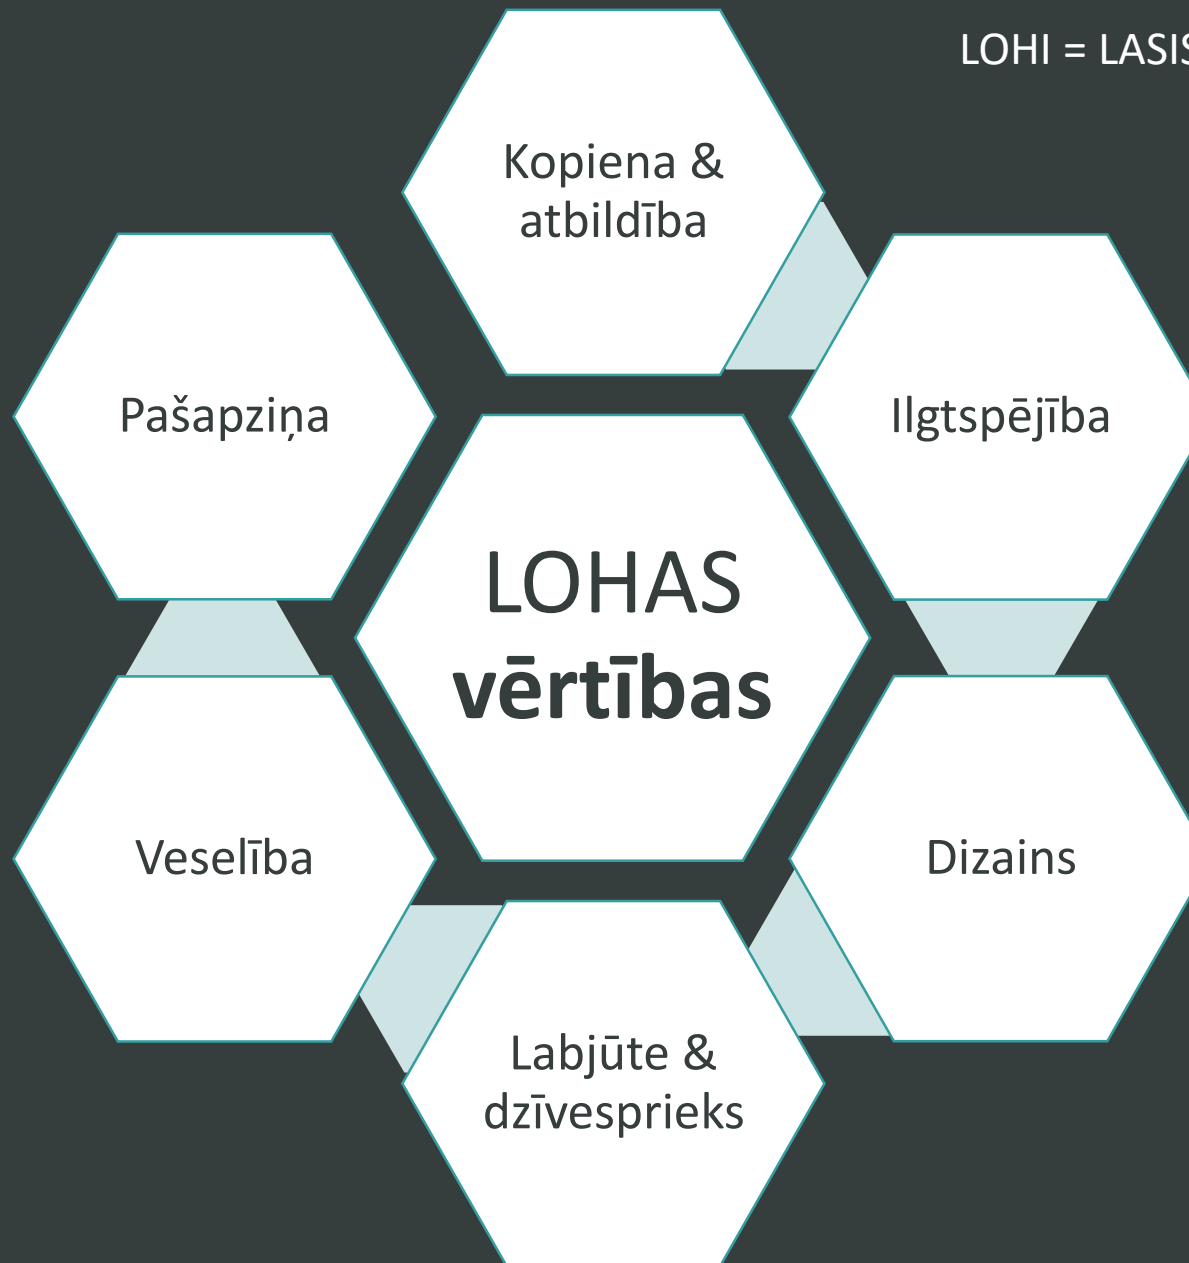 LOHI = LASIS
Kopiena &
atbildība
Pašapziņa
Ilgtspējība
LOHAS
vērtības
Veselība
Dizains
Labjūte &
dzīvesprieks